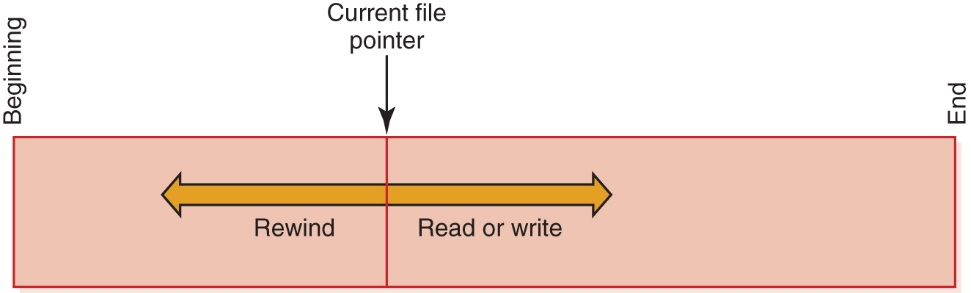 Current file
pointer
Beginning
End
Rewind
Read or write